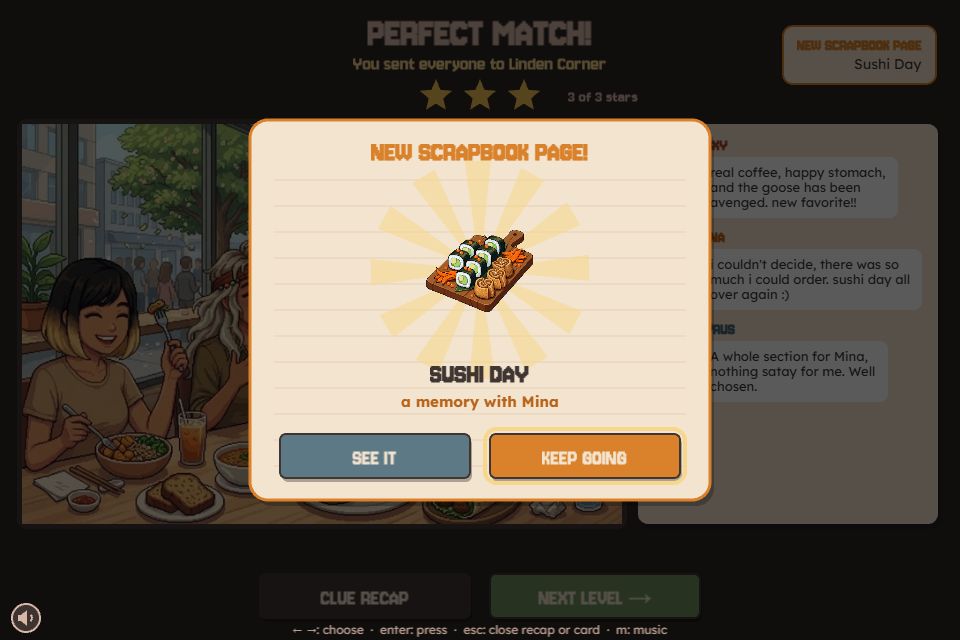 PERFECT MATCH!
You sent everyone to Linden Corner
3 of 3 stars
NEW SCRAPBOOK PAGE
Sushi Day
NEW SCRAPBOOK PAGE!
SUSHI DAY
a memory with Mina
SEE IT
KEEP GOING
real coffee, happy stomach,
and the goose has been
avenged. new favorite!!
i couldn't decide, there was so
much i could order. sushi day all
over again :)
A whole section for Mina,
nothing satay for me. Well
chosen.
CLUE RECAP
NEXT LEVEL →
← →: choose · enter: press · esc: close recap or card · m: music